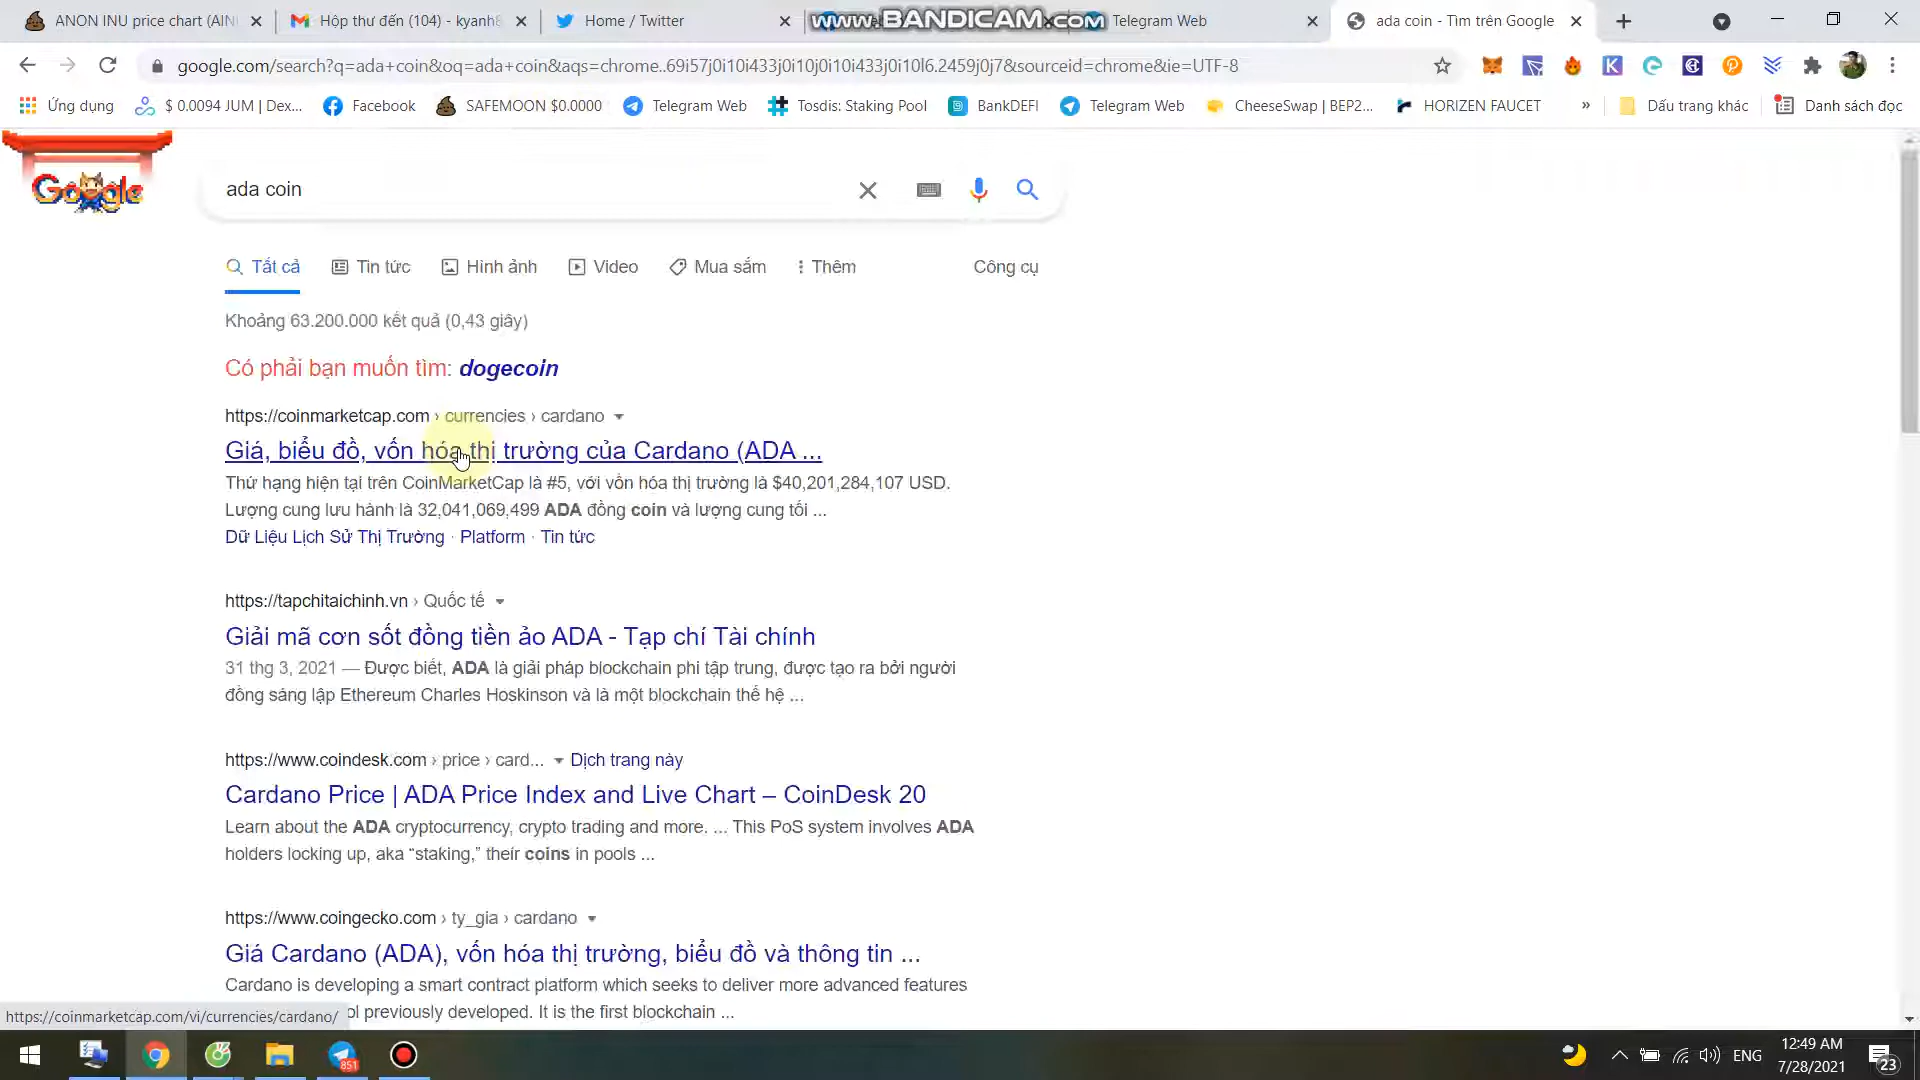 ANON INU price chart (AIN
Hộp thư đến (104) - kyanh8
Home / Twitter
www.BANDICAM.com
Telegram Web
ada coin - Tìm trên Google
google.com/search?q=ada+coin&oq=ada+coin&aqs=chrome..69i57j0i10i433j0i10j0i10i433j0i10l6.2459j0j7&sourceid=chrome&ie=UTF-8
Ứng dụng
$ 0.0094 JUM | Dex...
Facebook
SAFEMOON $0.0000
Telegram Web
Tosdis: Staking Pool
BankDEFI
Telegram Web
CheeseSwap | BEP2...
HORIZEN FAUCET
»
Dấu trang khác
Danh sách đọc
Google
ada coin
Tất cả
Tin tức
Hình ảnh
Video
Mua sắm
Thêm
Công cụ
Khoảng 63.200.000 kết quả (0,43 giây)
Có phải bạn muốn tìm: dogecoin
https://coinmarketcap.com › currencies › cardano
Giá, biểu đồ, vốn hóa thị trường của Cardano (ADA ...
Thứ hạng hiện tại trên CoinMarketCap là #5, với vốn hóa thị trường là $40,201,284,107 USD.
Lượng cung lưu hành là 32,041,069,499 ADA đồng coin và lượng cung tối ...
Dữ Liệu Lịch Sử Thị Trường · Platform · Tin tức
https://tapchitaichinh.vn › Quốc tế
Giải mã cơn sốt đồng tiền ảo ADA - Tạp chí Tài chính
31 thg 3, 2021 — Được biết, ADA là giải pháp blockchain phi tập trung, được tạo ra bởi người
đồng sáng lập Ethereum Charles Hoskinson và là một blockchain thế hệ ...
https://www.coindesk.com › price › card... Dịch trang này
Cardano Price | ADA Price Index and Live Chart – CoinDesk 20
Learn about the ADA cryptocurrency, crypto trading and more. ... This PoS system involves ADA
holders locking up, aka “staking,” their coins in pools ...
https://www.coingecko.com › ty_gia › cardano
Giá Cardano (ADA), vốn hóa thị trường, biểu đồ và thông tin ...
Cardano is developing a smart contract platform which seeks to deliver more advanced features
ol previously developed. It is the first blockchain ...
https://coinmarketcap.com/vi/currencies/cardano/
851
ENG
12:49 AM
7/28/2021
23